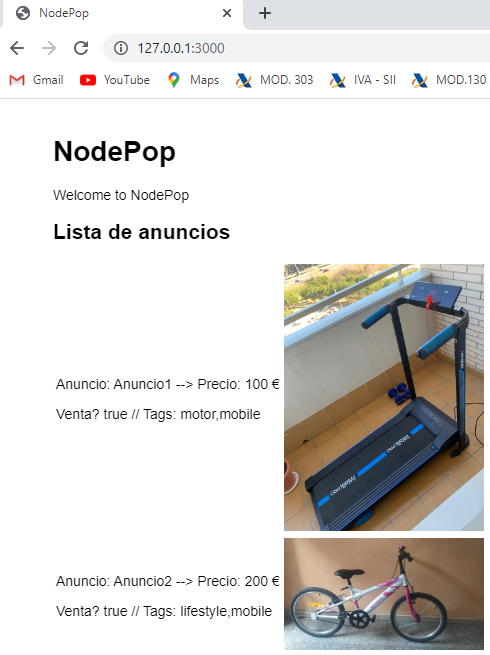 NodePop
127.0.0.1:3000
Gmail YouTube Maps MOD. 303 IVA - SII MOD.130
NodePop
Welcome to NodePop
Lista de anuncios
Anuncio: Anuncio1 --> Precio: 100 €
Venta? true // Tags: motor,mobile
Anuncio: Anuncio2 --> Precio: 200 €
Venta? true // Tags: lifestyle,mobile